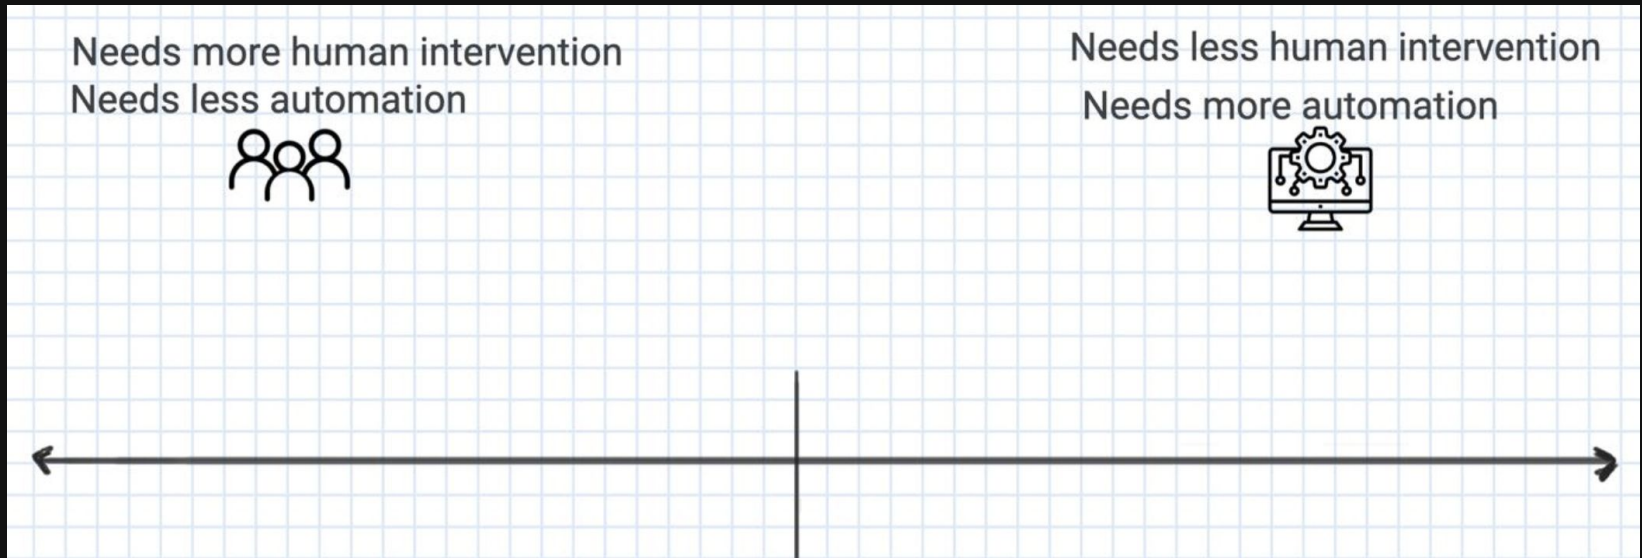 Needs more human intervention
Needs less automation
Needs less human intervention
Needs more automation